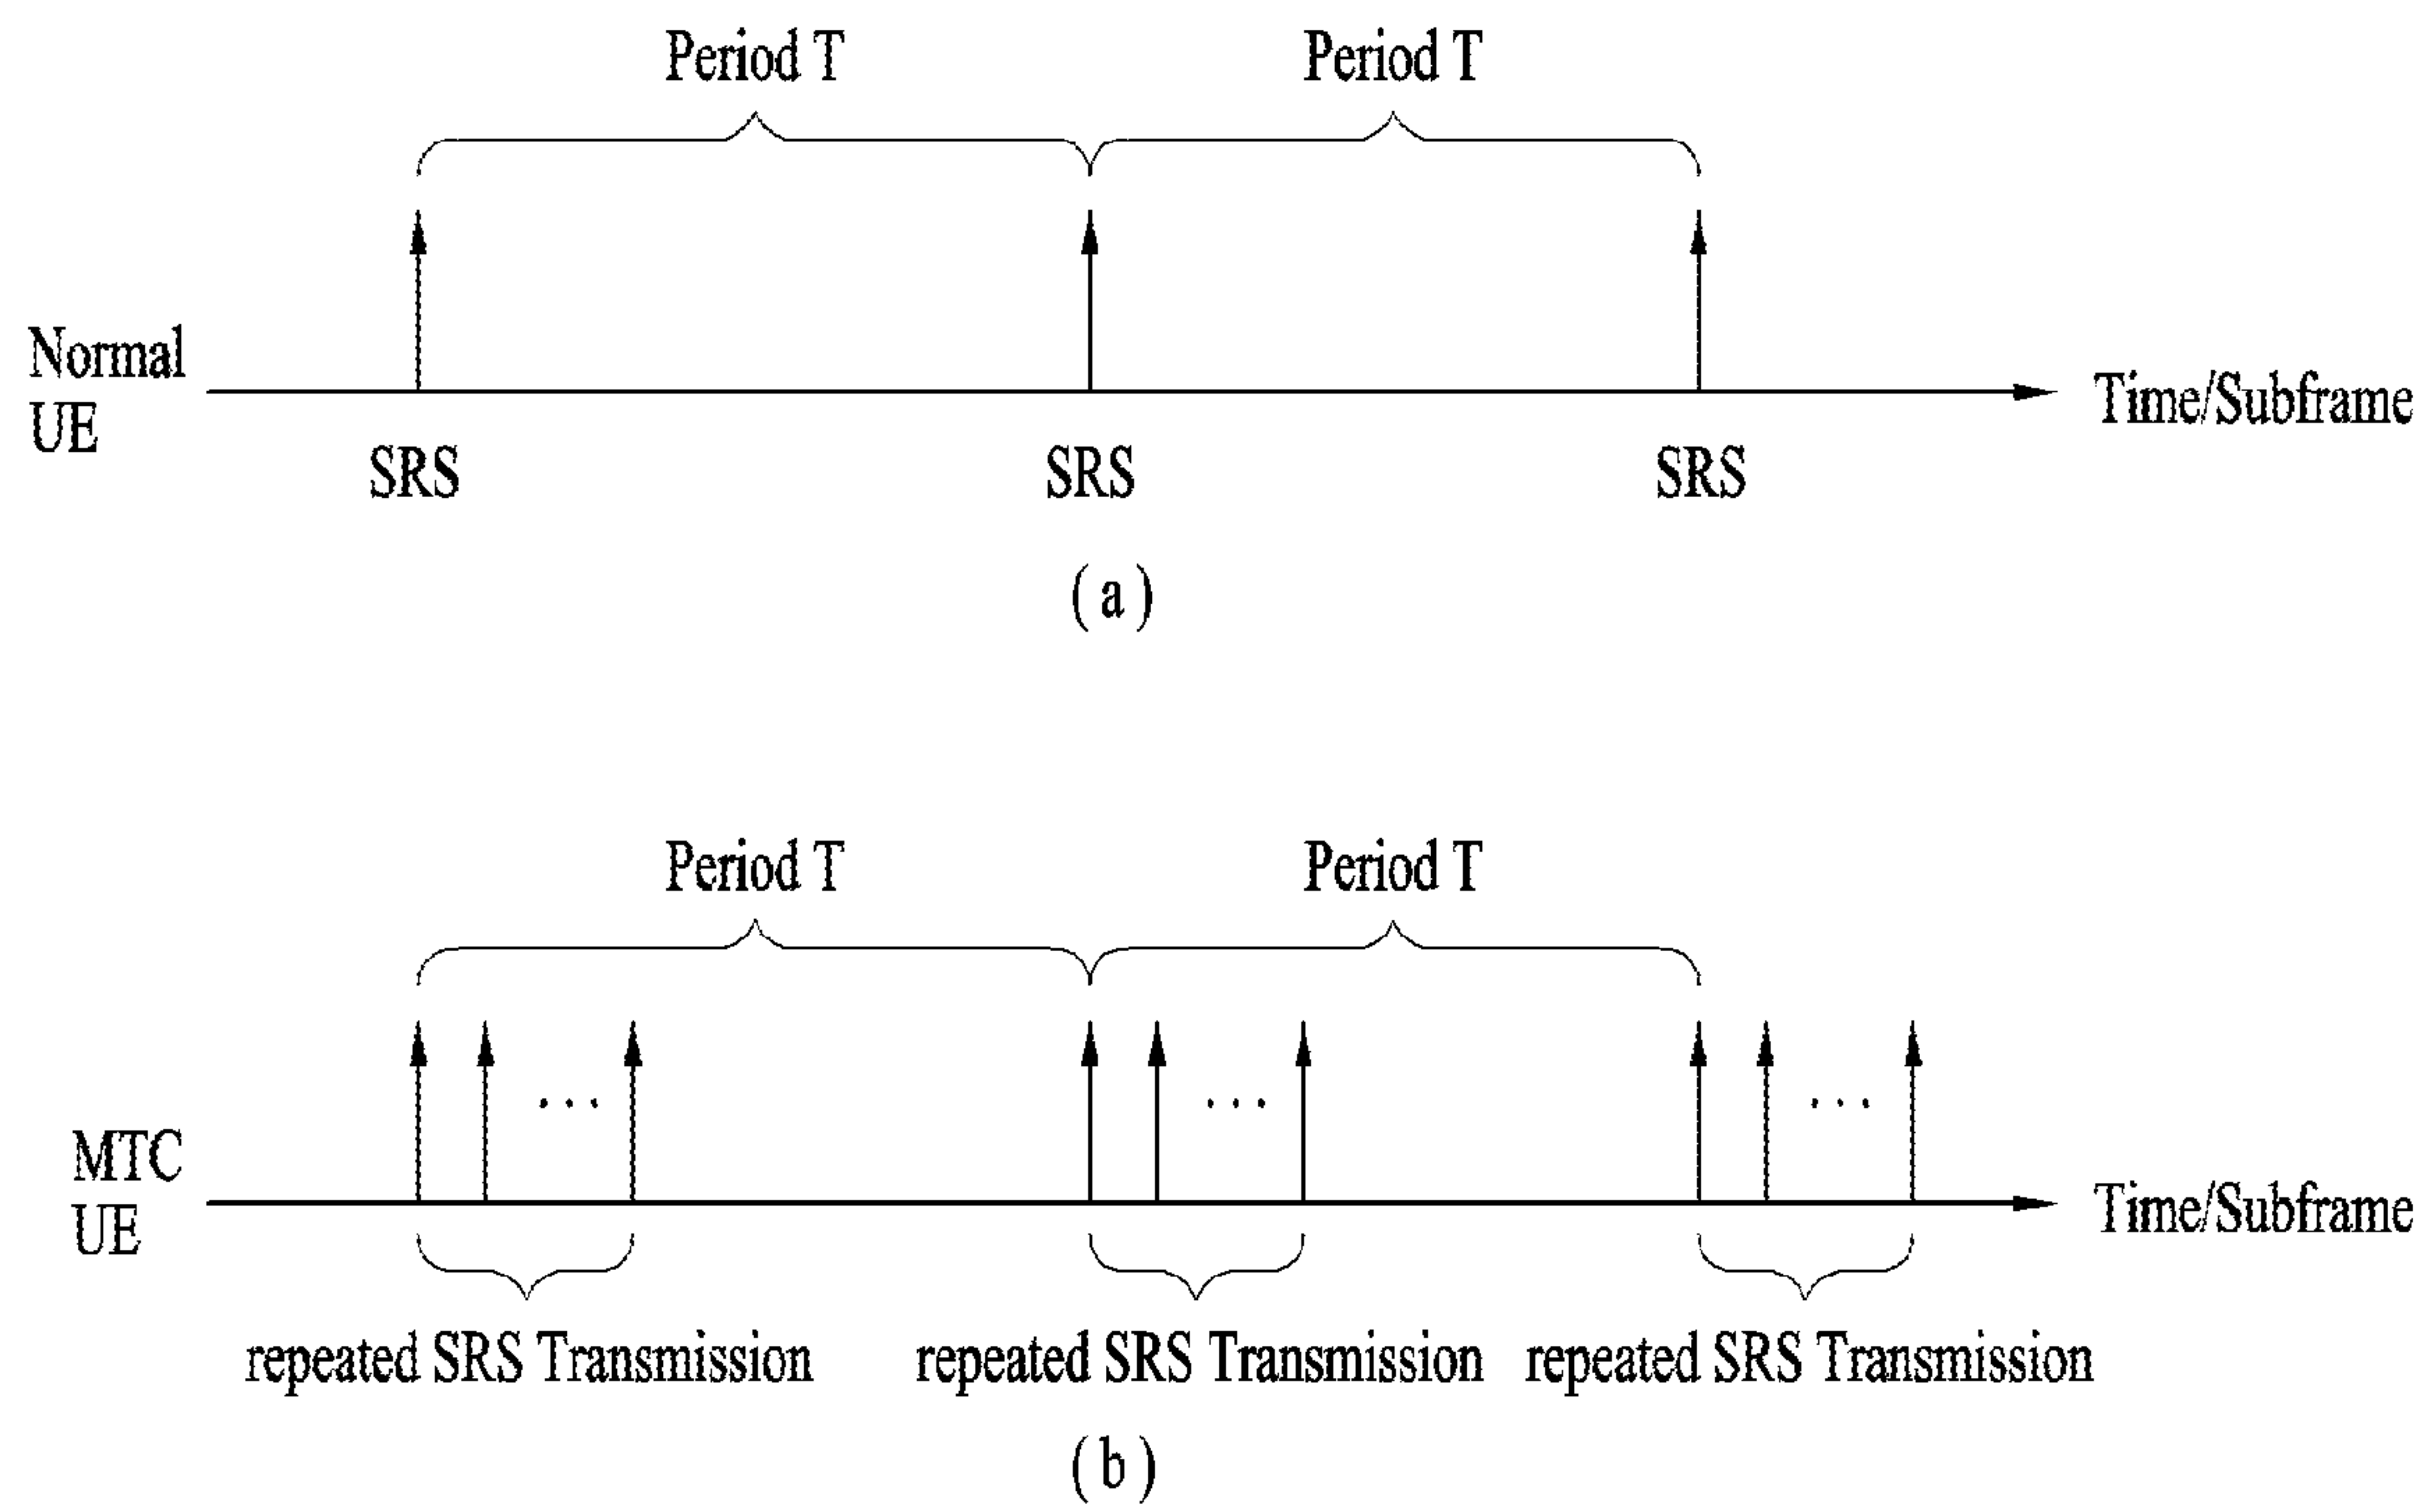 Period T Period T
Normal
UE
Time/Subframe
SRS SRS SRS
( a )
Period T Period T
...
...
...
MTC
UE
Time/Subframe
repeated SRS Transmission repeated SRS Transmission repeated SRS Transmission
( b )